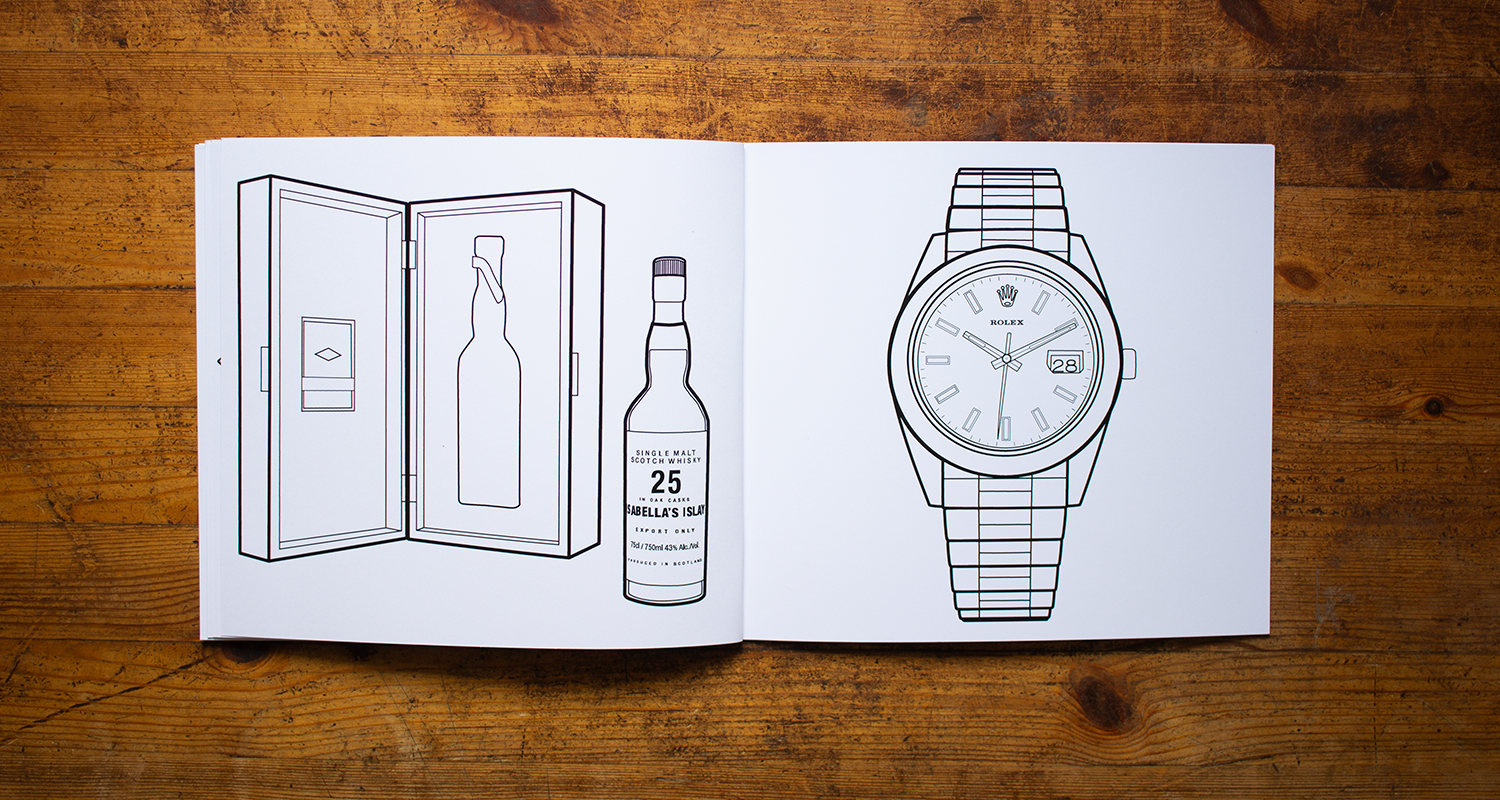 SINGLE MALT
SCOTCH WHISKY
25
IN OAK CASKS
SABELLA'S ISLAY
EXPORT ONLY
75cl / 750ml 43% Alc./Vol.
PRODUCED IN SCOTLAND
ROLEX
28